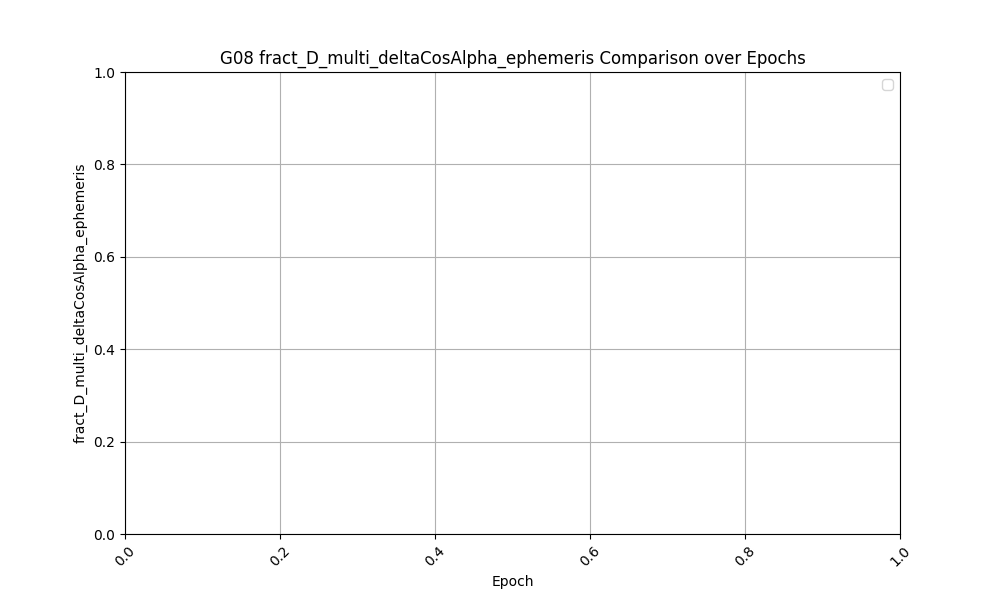 G08 fract_D_multi_deltaCosAlpha_ephemeris Comparison over Epochs
fract_D_multi_deltaCosAlpha_ephemeris
1.0
0.8
0.6
0.4
0.2
0.0
0.0 0.2 0.4 0.6 0.8 1.0
Epoch